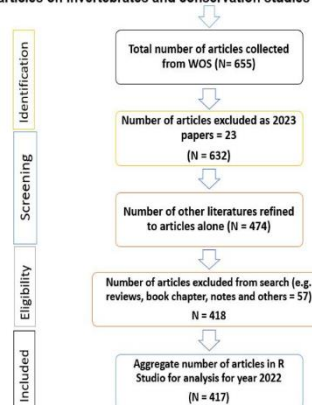 articles on invertebrates and conservation studies
Identification
Total number of articles collected
from WOS (N= 655)
Number of articles excluded as 2023
papers = 23
(N = 632)
Screening
Number of other literatures refined
to articles alone (N = 474)
Eligibility
Number of articles excluded from search (e.g.
reviews, book chapter, notes and others = 57)
N = 418
Included
Aggregate number of articles in R
Studio for analysis for year 2022
(N = 417)